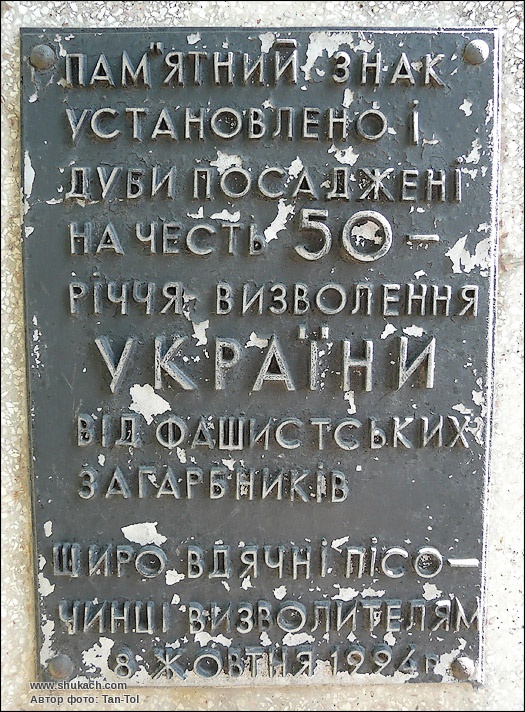 ПАМ'ЯТНИЙ ЗНАК
УСТАНОВЛЕНО І
ДУБИ ПОСАДЖЕНІ
НА ЧЕСТЬ 50-
РІЧЧЯ ВИЗВОЛЕННЯ
УКРАЇНИ
ВІД ФАШИСТСЬКИХ
ЗАГАРБНИКІВ
ЩИРО ВДЯЧНІ ПІСО-
ЧИНЦІ ВИЗВОЛИТЕЛЯМ
8 ЖОВТНЯ 1994 г
www.shukach.com
Автор фото: Tan-Tol